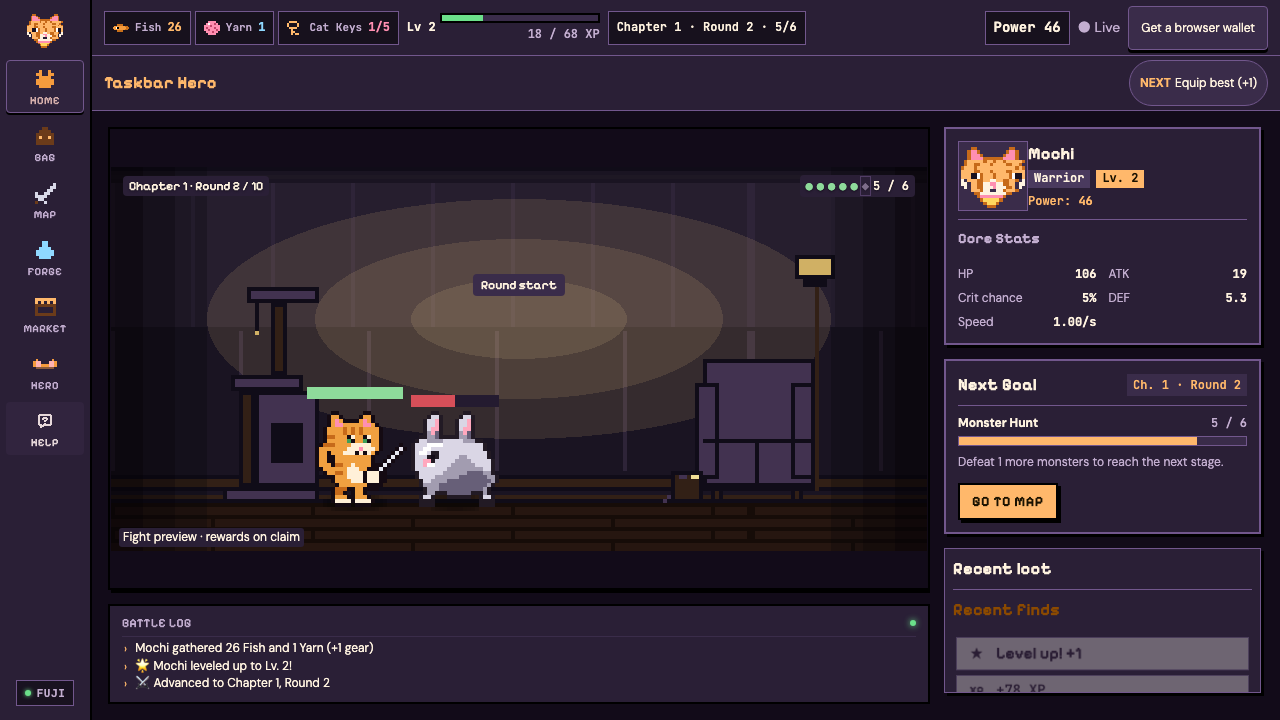 Fish 26
Yarn 1
Cat Keys 1/5
Lv 2
18 / 68 XP
Chapter 1 · Round 2 · 5/6
Power 46
Live
Get a browser wallet
Taskbar Hero
NEXT Equip best (+1)
HOME
BAG
MAP
FORGE
MARKET
HERO
HELP
FUJI
Chapter 1 · Round 2 / 10
5 / 6
Round start
Fight preview · rewards on claim
BATTLE LOG
› Mochi gathered 26 Fish and 1 Yarn (+1 gear)
› 🌟 Mochi leveled up to Lv. 2!
› ⚔️ Advanced to Chapter 1, Round 2
Mochi
Warrior Lv. 2
Power: 46
Core Stats
HP 106 ATK 19
Crit chance 5% DEF 5.3
Speed 1.00/s
Next Goal Ch. 1 · Round 2
Monster Hunt 5 / 6
Defeat 1 more monsters to reach the next stage.
GO TO MAP
Recent loot
Recent finds
★ Level up! +1
XP +78 XP